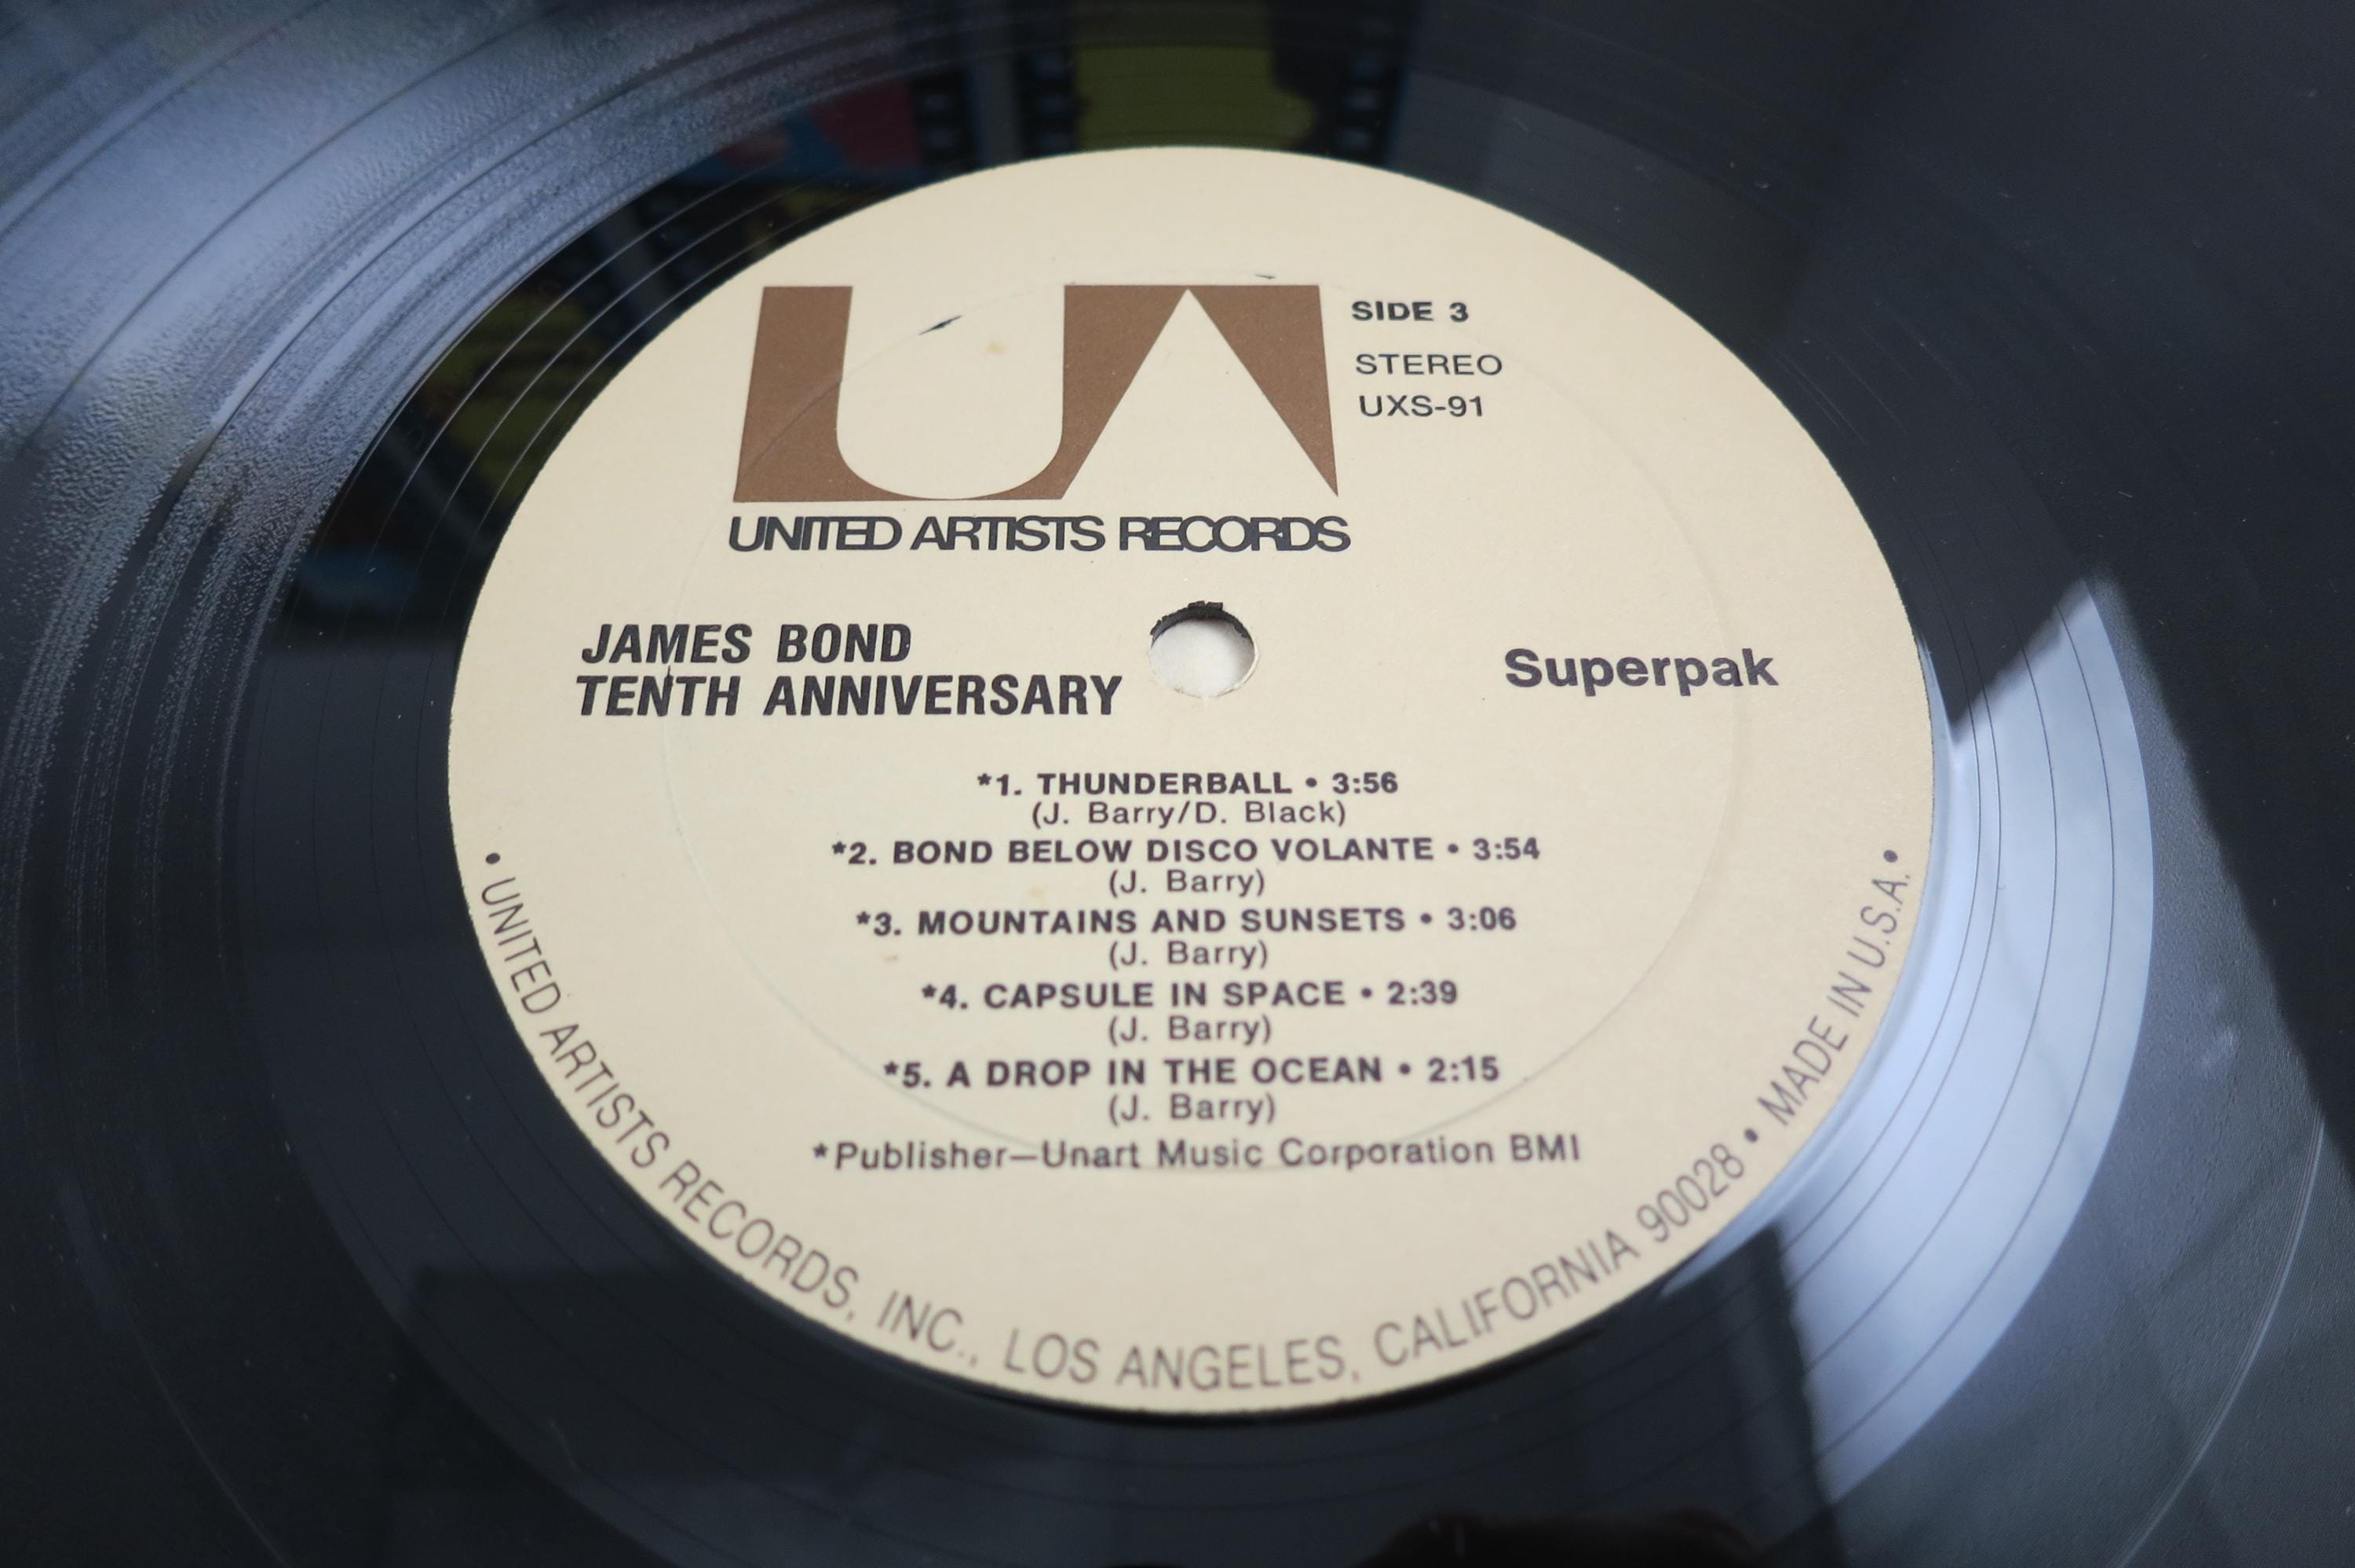 UA
SIDE 3
STEREO
UXS-91
UNITED ARTISTS RECORDS
JAMES BOND
TENTH ANNIVERSARY
Superpak
*1. THUNDERBALL • 3:56
(J. Barry/D. Black)
*2. BOND BELOW DISCO VOLANTE • 3:54
(J. Barry)
*3. MOUNTAINS AND SUNSETS • 3:06
(J. Barry)
*4. CAPSULE IN SPACE • 2:39
(J. Barry)
*5. A DROP IN THE OCEAN • 2:15
(J. Barry)
*Publisher—Unart Music Corporation BMI
• UNITED ARTISTS RECORDS, INC., LOS ANGELES, CALIFORNIA 90028 • MADE IN U.S.A. •